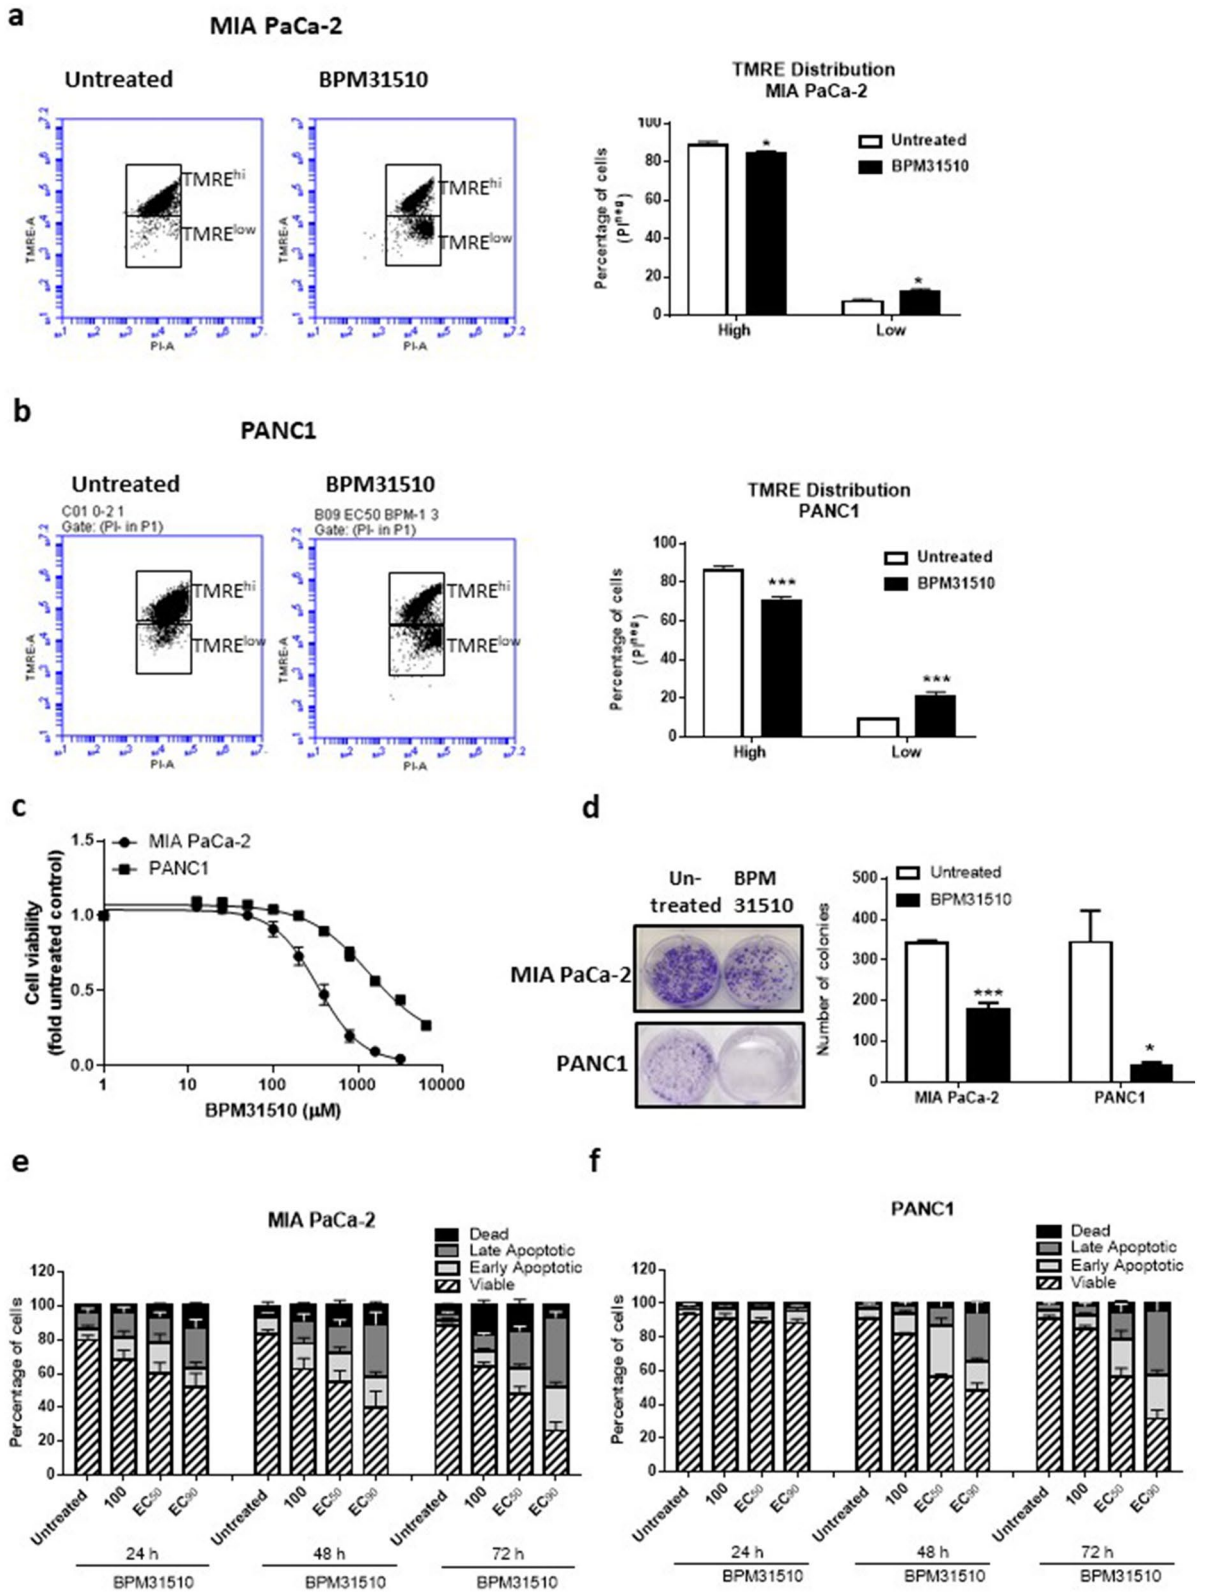 a
MIA PaCa-2
Untreated
BPM31510
TMRE Distribution
MIA PaCa-2
TMREhi
TMRElow
TMRE-A
PI-A
TMREhi
TMRElow
TMRE-A
PI-A
Percentage of cells
(PIneg)
100
80
60
40
20
0
Untreated
BPM31510
*
*
High
Low
b
PANC1
Untreated
C01 0-2 1
Gate: (PI- in P1)
BPM31510
B09 EC50 BPM-1 3
Gate: (PI- in P1)
TMREhi
TMRElow
TMRE-A
PI-A
TMREhi
TMRElow
TMRE-A
PI-A
TMRE Distribution
PANC1
Percentage of cells
(PIneg)
100
80
60
40
20
0
Untreated
BPM31510
***
***
High
Low
c
MIA PaCa-2
PANC1
Cell viability
(fold untreated control)
1.5
1.0
0.5
0.0
1
10
100
1000
10000
BPM31510 (µM)
d
Un-
treated
BPM
31510
MIA PaCa-2
PANC1
Untreated
BPM31510
Number of colonies
500
400
300
200
100
0
***
*
MIA PaCa-2
PANC1
e
MIA PaCa-2
Dead
Late Apoptotic
Early Apoptotic
Viable
Percentage of cells
120
100
80
60
40
20
0
Untreated
100
EC50
EC90
Untreated
100
EC50
EC90
Untreated
100
EC50
EC90
24 h
48 h
72 h
BPM31510
BPM31510
BPM31510
f
PANC1
Dead
Late Apoptotic
Early Apoptotic
Viable
Percentage of cells
120
100
80
60
40
20
0
Untreated
100
EC50
EC90
Untreated
100
EC50
EC90
Untreated
100
EC50
EC90
24 h
48 h
72 h
BPM31510
BPM31510
BPM31510